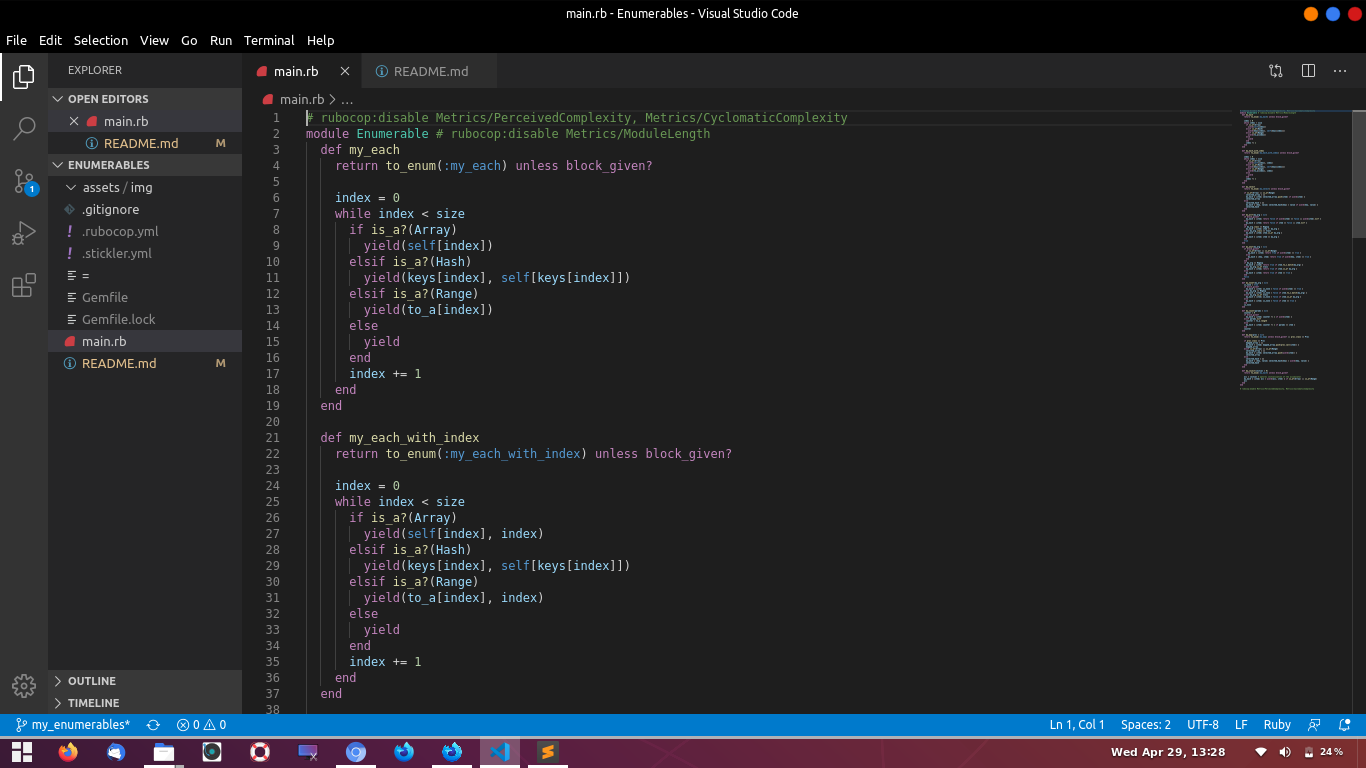 main.rb - Enumerables - Visual Studio Code
File Edit Selection View Go Run Terminal Help
EXPLORER
OPEN EDITORS
main.rb
README.md M
ENUMERABLES
assets / img
.gitignore
! .rubocop.yml
! .stickler.yml
=
Gemfile
Gemfile.lock
main.rb
README.md M
OUTLINE
TIMELINE
1
main.rb README.md
main.rb > ...
1 # rubocop:disable Metrics/PerceivedComplexity, Metrics/CyclomaticComplexity
2 module Enumerable # rubocop:disable Metrics/ModuleLength
3 def my_each
4 return to_enum(:my_each) unless block_given?
5
6 index = 0
7 while index < size
8 if is_a?(Array)
9 yield(self[index])
10 elsif is_a?(Hash)
11 yield(keys[index], self[keys[index]])
12 elsif is_a?(Range)
13 yield(to_a[index])
14 else
15 yield
16 end
17 index += 1
18 end
19 end
20
21 def my_each_with_index
22 return to_enum(:my_each_with_index) unless block_given?
23
24 index = 0
25 while index < size
26 if is_a?(Array)
27 yield(self[index], index)
28 elsif is_a?(Hash)
29 yield(keys[index], self[keys[index]])
30 elsif is_a?(Range)
31 yield(to_a[index], index)
32 else
33 yield
34 end
35 index += 1
36 end
37 end
38
my_enumerables* 0 0 Ln 1, Col 1 Spaces: 2 UTF-8 LF Ruby
Wed Apr 29, 13:28 24 %